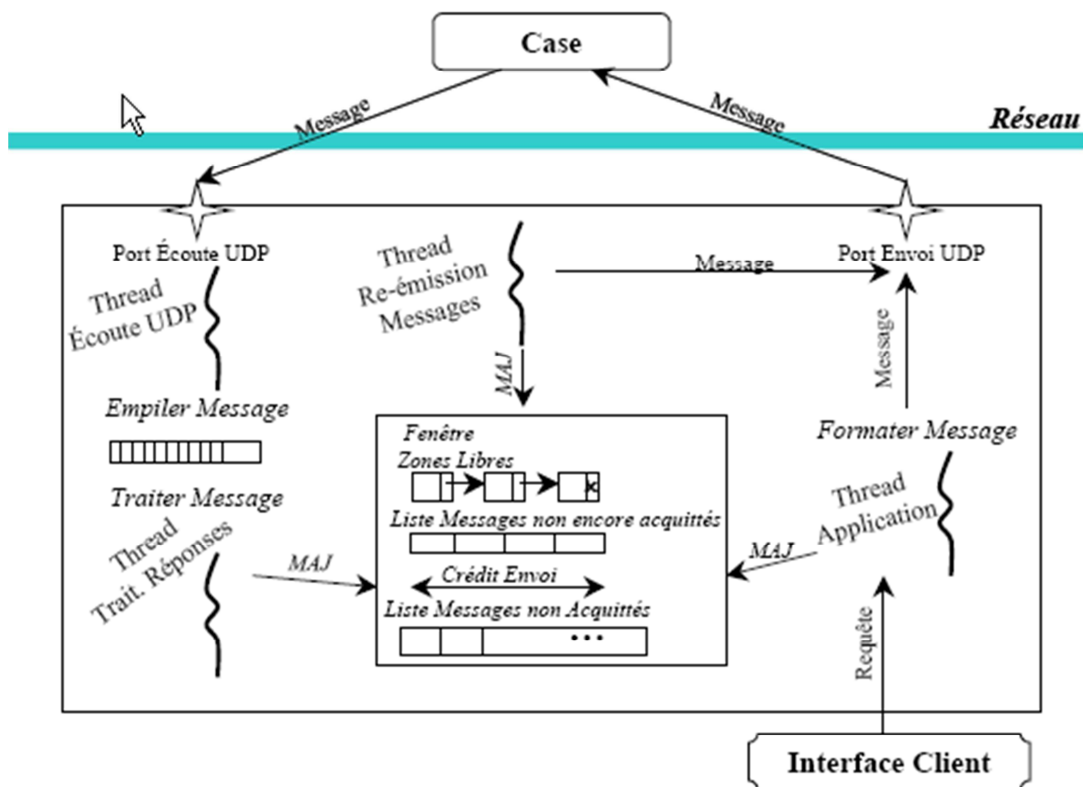 Case
Message
Message
Réseau
Port Écoute UDP
Port Envoi UDP
Thread
Écoute UDP
Thread
Re-émission
Messages
Message
MAJ
Message
Empiler Message
Formater Message
Traiter Message
Thread
Trait. Réponses
MAJ
Fenêtre
Zones Libres
x
Liste Messages non encore acquittés
Crédit Envoi
Liste Messages non Acquittés
...
Thread
Application
MAJ
Requête
Interface Client